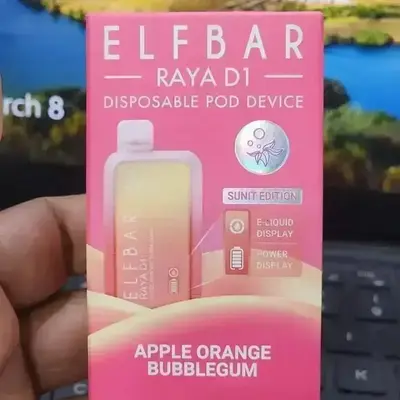 rch 8
ELFBAR
RAYA D1
DISPOSABLE POD DEVICE
SUNIT EDITION
E-LIQUID
DISPLAY
POWER
DISPLAY
ELFBAR
RAYA D1
APPLE ORANGE
BUBBLEGUM